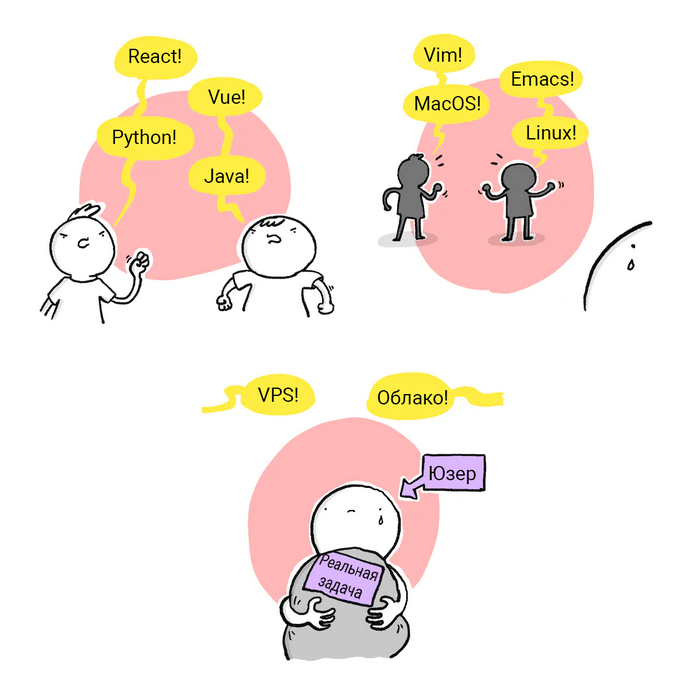 React!
Python!
Vue!
Java!
Vim!
MacOS!
Emacs!
Linux!
VPS!
Облако!
Юзер
Реальная
задача